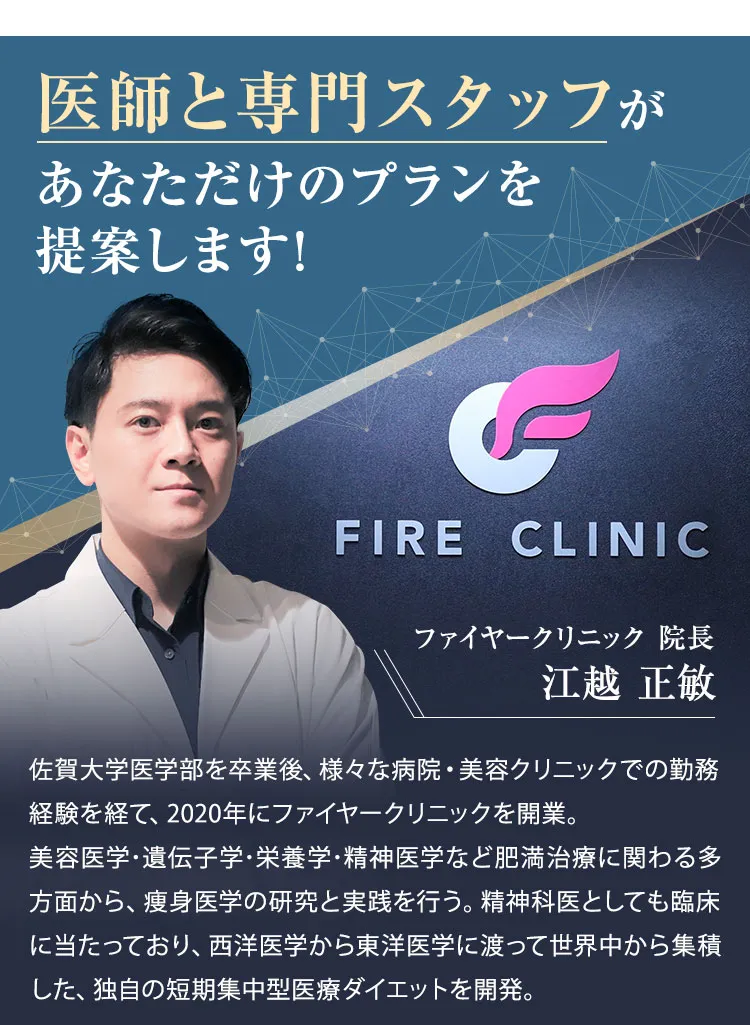 医師と専門スタッフが
あなただけのプランを
提案します!
FIRE CLINIC
ファイヤークリニック 院長
江越 正敏
佐賀大学医学部を卒業後、様々な病院・美容クリニックでの勤務
経験を経て、2020年にファイヤークリニックを開業。
美容医学・遺伝子学・栄養学・精神医学など肥満治療に関わる多
方面から、痩身医学の研究と実践を行う。精神科医としても臨床
に当たっており、西洋医学から東洋医学に渡って世界中から集積
した、独自の短期集中型医療ダイエットを開発。